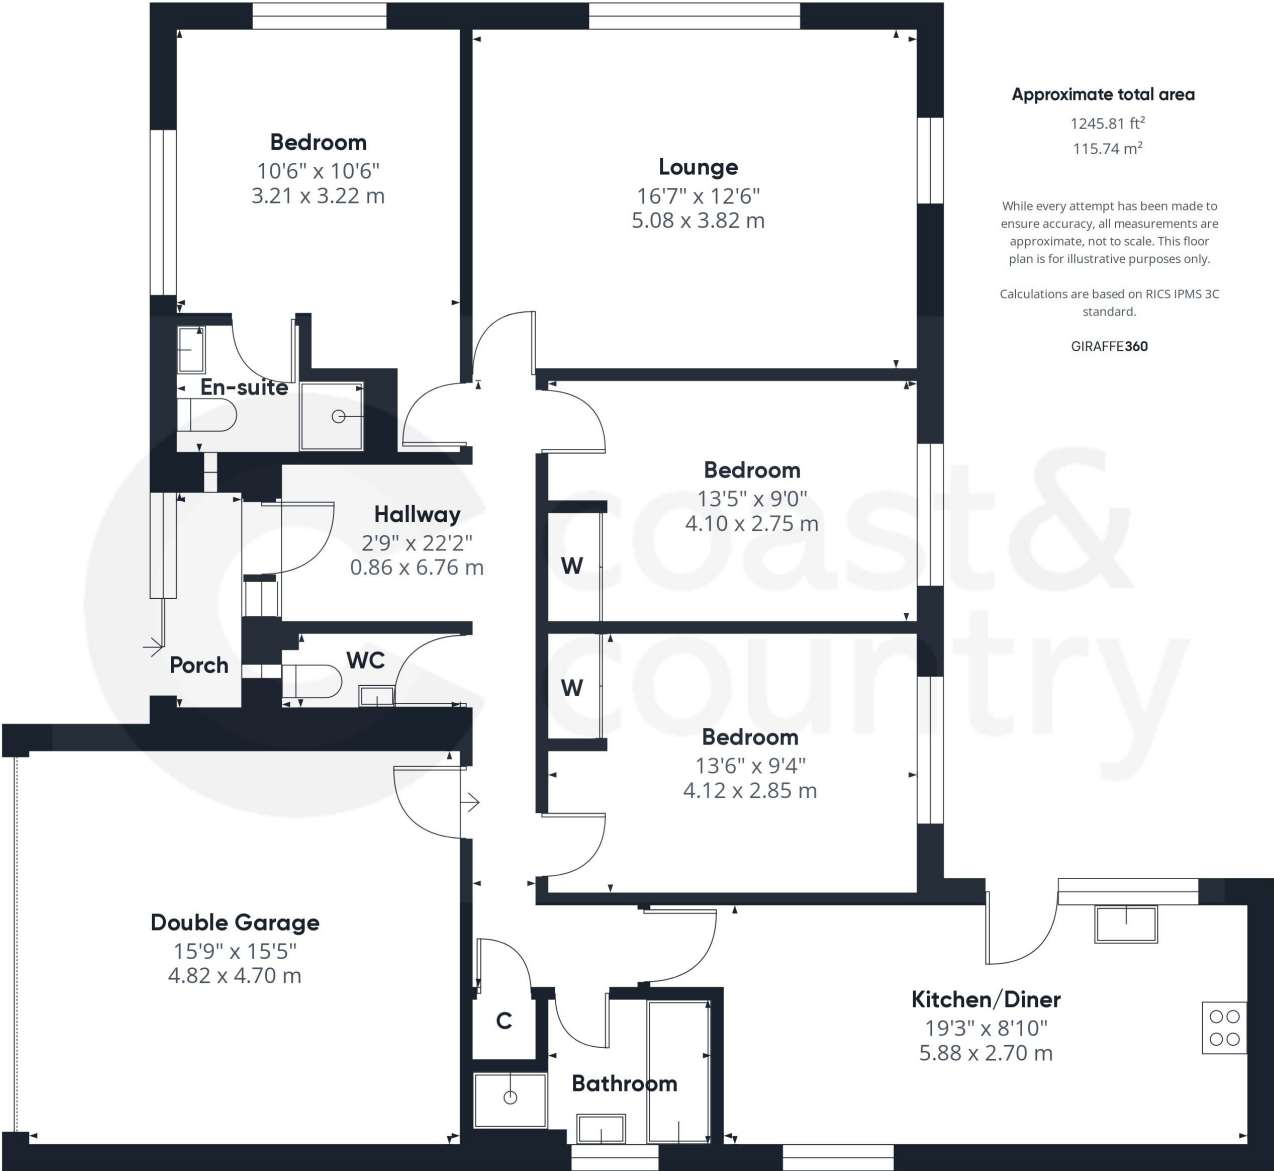 Bedroom
10'6" x 10'6"
3.21 x 3.22 m
Lounge
16'7" x 12'6"
5.08 x 3.82 m
Approximate total area
1245.81 ft²
115.74 m²
While every attempt has been made to
ensure accuracy, all measurements are
approximate, not to scale. This floor
plan is for illustrative purposes only.
Calculations are based on RICS IPMS 3C
standard.
GIRAFFE360
En-suite
Bedroom
13'5" x 9'0"
4.10 x 2.75 m
Hallway
2'9" x 22'2"
0.86 x 6.76 m
W
coast&
country
Porch
WC
W
Bedroom
13'6" x 9'4"
4.12 x 2.85 m
Double Garage
15'9" x 15'5"
4.82 x 4.70 m
Kitchen/Diner
19'3" x 8'10"
5.88 x 2.70 m
C
Bathroom